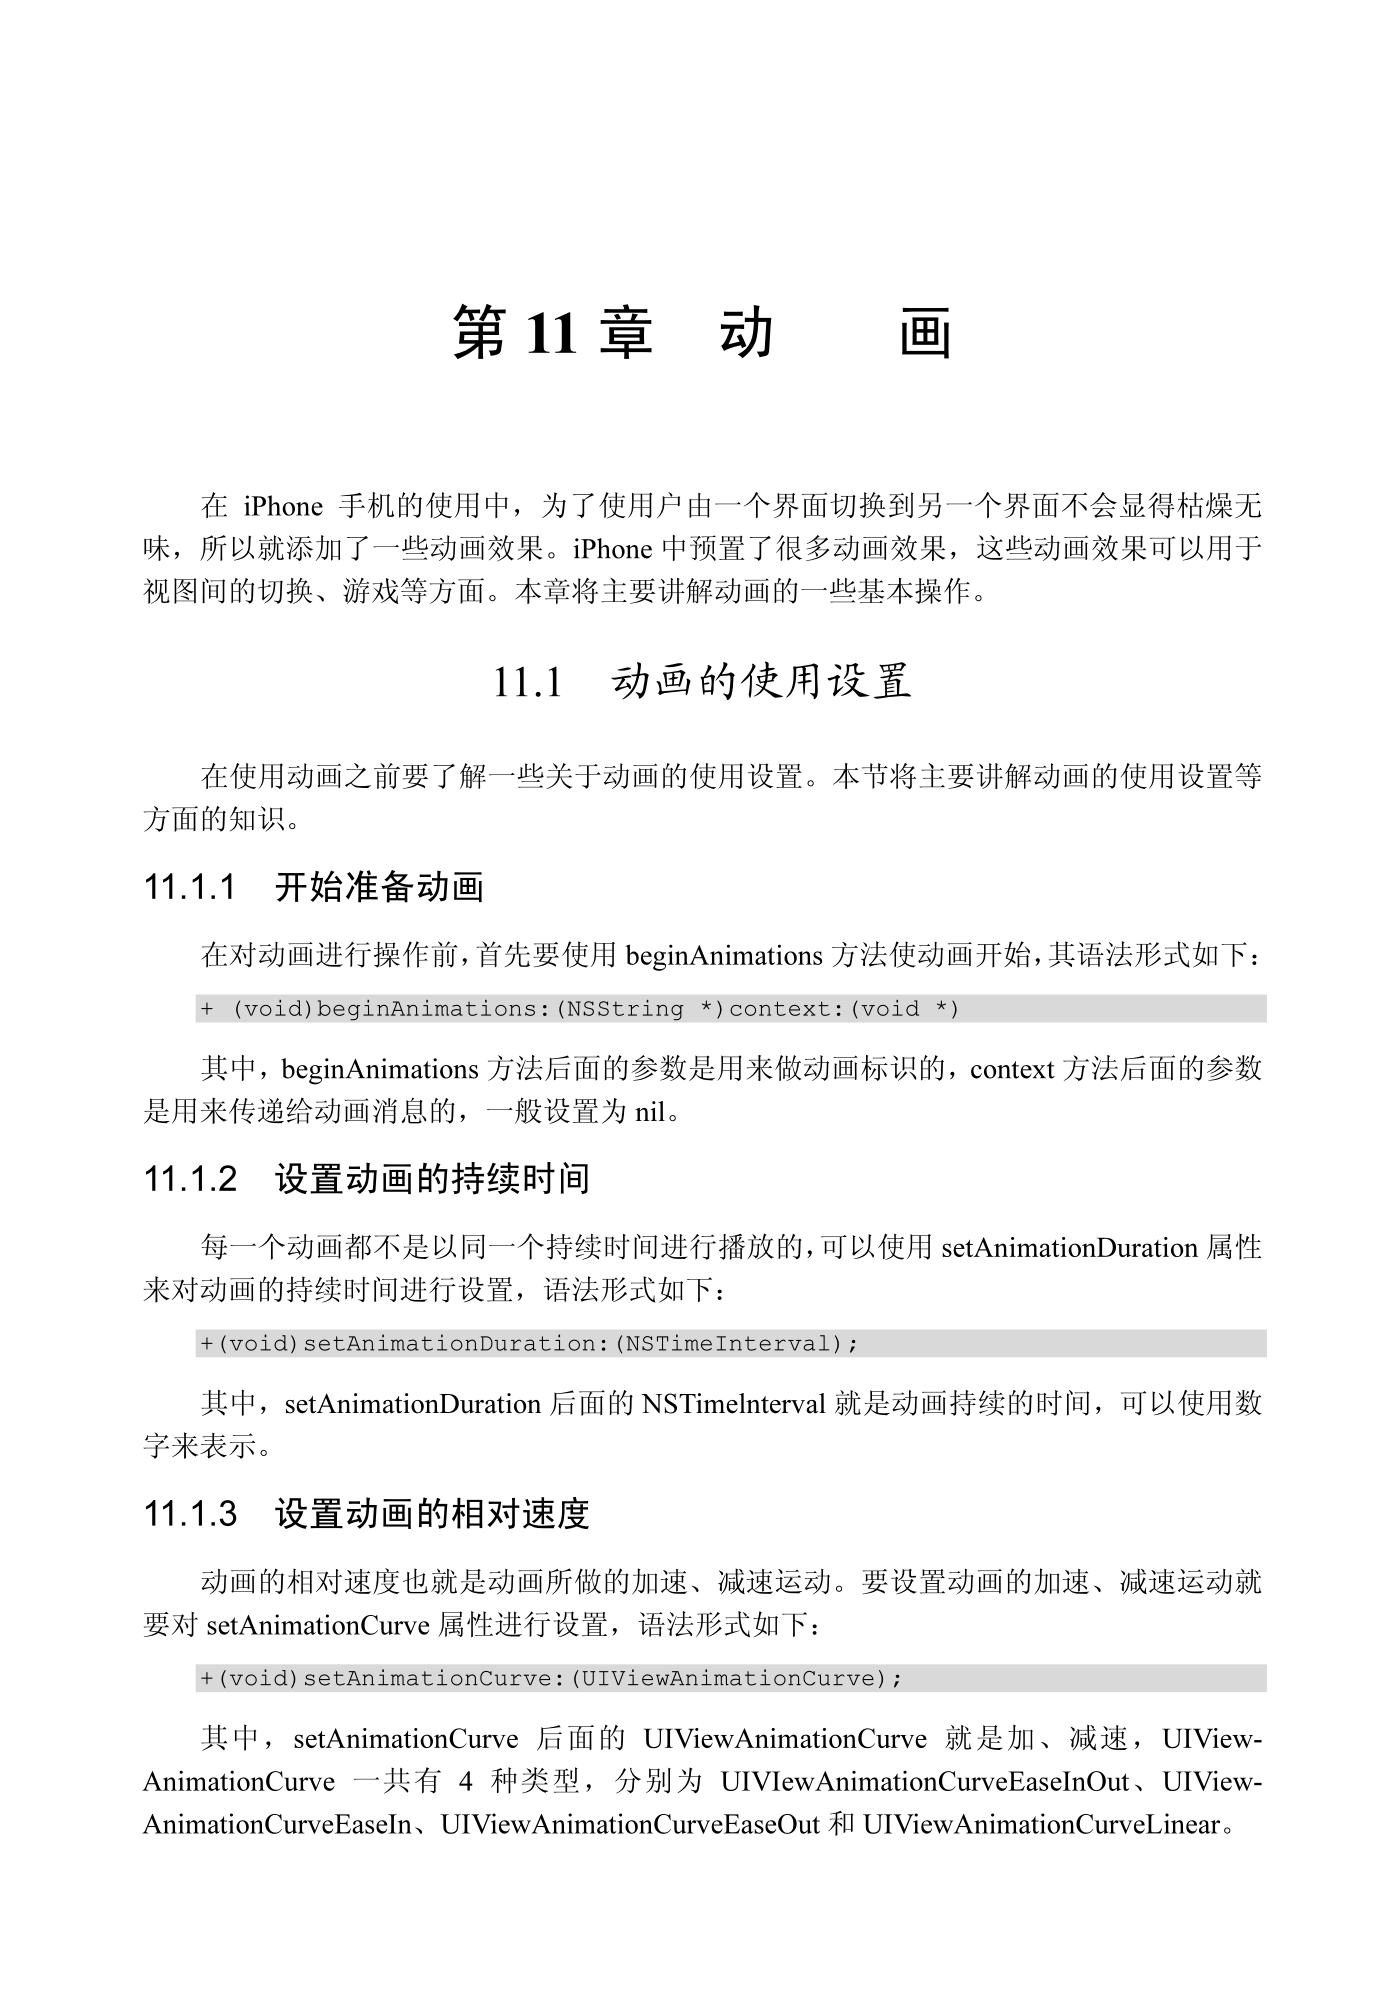 第 11 章 动 画
在 iPhone 手机的使用中，为了使用户由一个界面切换到另一个界面不会显得枯燥无
味，所以就添加了一些动画效果。iPhone 中预置了很多动画效果，这些动画效果可以用于
视图间的切换、游戏等方面。本章将主要讲解动画的一些基本操作。
11.1 动画的使用设置
在使用动画之前要了解一些关于动画的使用设置。本节将主要讲解动画的使用设置等
方面的知识。
11.1.1 开始准备动画
在对动画进行操作前，首先要使用 beginAnimations 方法使动画开始，其语法形式如下：
+ (void)beginAnimations:(NSString *)context:(void *)
其中，beginAnimations 方法后面的参数是用来做动画标识的，context 方法后面的参数
是用来传递给动画消息的，一般设置为 nil。
11.1.2 设置动画的持续时间
每一个动画都不是以同一个持续时间进行播放的，可以使用 setAnimationDuration 属性
来对动画的持续时间进行设置，语法形式如下：
+(void)setAnimationDuration:(NSTimeInterval);
其中，setAnimationDuration 后面的 NSTimelnterval 就是动画持续的时间，可以使用数
字来表示。
11.1.3 设置动画的相对速度
动画的相对速度也就是动画所做的加速、减速运动。要设置动画的加速、减速运动就
要对 setAnimationCurve 属性进行设置，语法形式如下：
+(void)setAnimationCurve:(UIViewAnimationCurve);
其中，setAnimationCurve 后面的 UIViewAnimationCurve 就是加、减速，UIView-
AnimationCurve 一共有 4 种类型，分别为 UIVIewAnimationCurveEaseInOut、UIView-
AnimationCurveEaseIn、UIViewAnimationCurveEaseOut 和 UIViewAnimationCurveLinear。